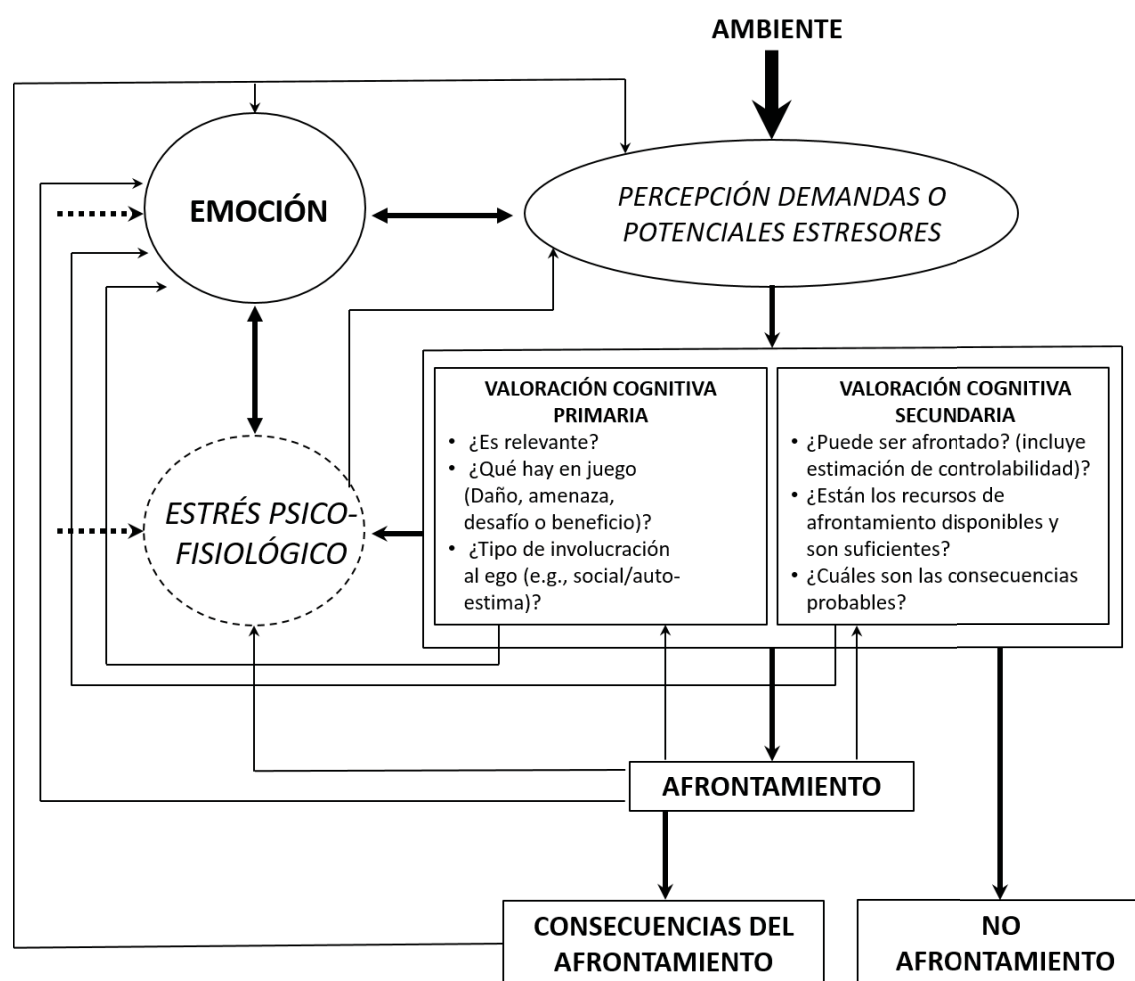 AMBIENTE
EMOCIÓN
PERCEPCIÓN DEMANDAS O
POTENCIALES ESTRESORES
VALORACIÓN COGNITIVA
PRIMARIA
• ¿Es relevante?
• ¿Qué hay en juego
(Daño, amenaza,
desafío o beneficio)?
• ¿Tipo de involucración
al ego (e.g., social/auto-
estima)?
VALORACIÓN COGNITIVA
SECUNDARIA
• ¿Puede ser afrontado? (incluye
estimación de controlabilidad)?
• ¿Están los recursos de
afrontamiento disponibles y
son suficientes?
• ¿Cuáles son las consecuencias
probables?
ESTRÉS PSICO-
FISIOLÓGICO
AFRONTAMIENTO
CONSECUENCIAS DEL
AFRONTAMIENTO
NO
AFRONTAMIENTO